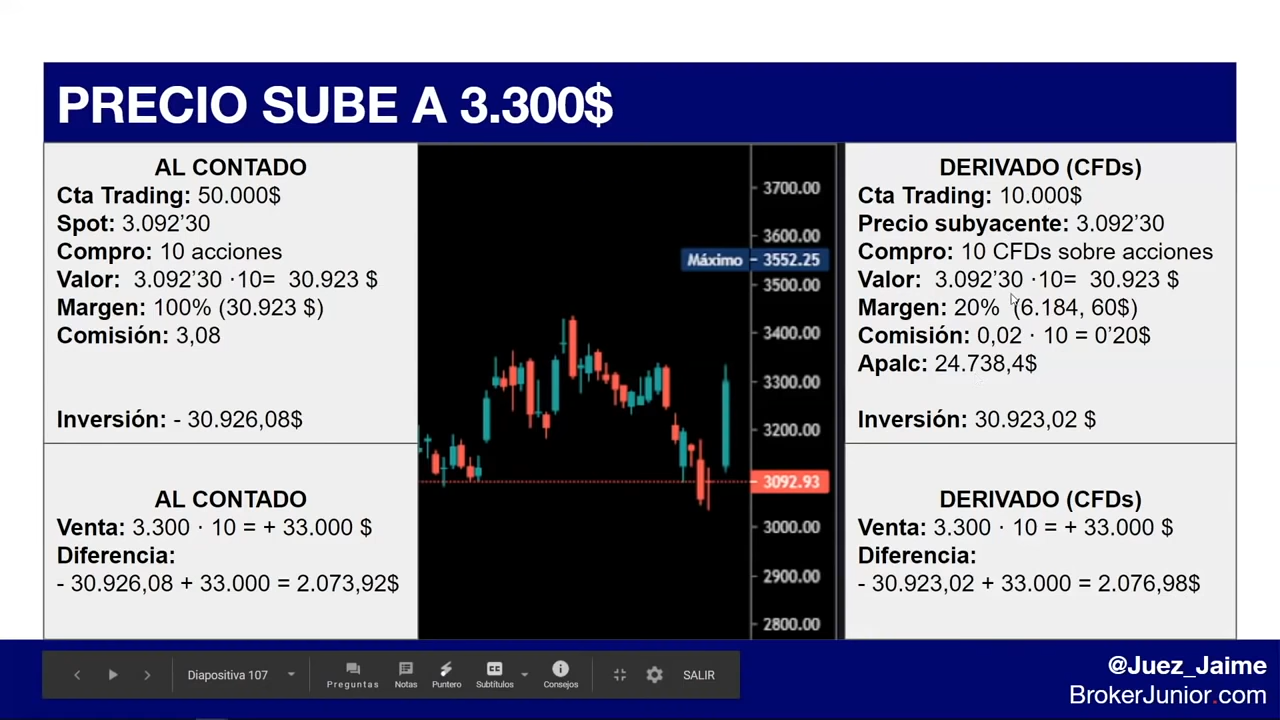 PRECIO SUBE A 3.300$
AL CONTADO
Cta Trading: 50.000$
Spot: 3.092’30
Compro: 10 acciones
Valor: 3.092’30 ·10= 30.923 $
Margen: 100% (30.923 $)
Comisión: 3,08
Inversión: - 30.926,08$
AL CONTADO
Venta: 3.300 · 10 = + 33.000 $
Diferencia:
- 30.926,08 + 33.000 = 2.073,92$
3700.00
3600.00
Máximo 3552.25
3500.00
3400.00
3300.00
3200.00
3092.93
3000.00
2900.00
2800.00
DERIVADO (CFDs)
Cta Trading: 10.000$
Precio subyacente: 3.092’30
Compro: 10 CFDs sobre acciones
Valor: 3.092’30 ·10= 30.923 $
Margen: 20% (6.184, 60$)
Comisión: 0,02 · 10 = 0’20$
Apalc: 24.738,4$
Inversión: 30.923,02 $
DERIVADO (CFDs)
Venta: 3.300 · 10 = + 33.000 $
Diferencia:
- 30.923,02 + 33.000 = 2.076,98$
Diapositiva 107
Preguntas
Notas
Puntero
CC
Subtítulos
Consejos
SALIR
@Juez_Jaime
BrokerJunior.com